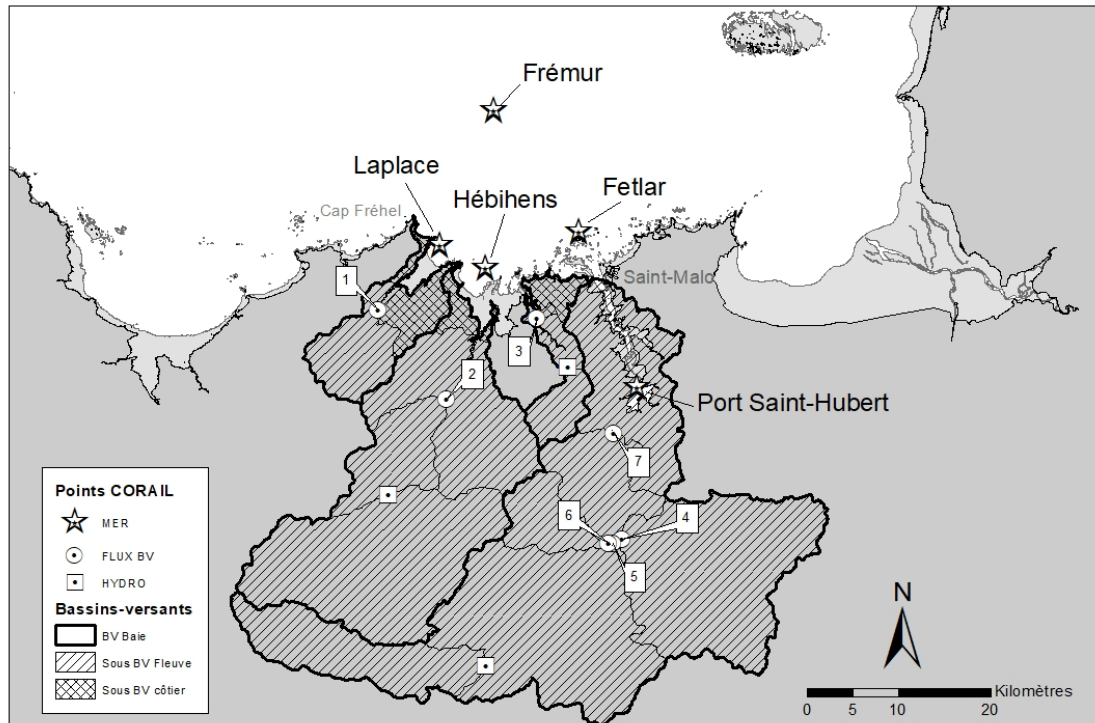 Frémur
Laplace
Fetlar
Hébihens
Cap Fréhel
Saint-Malo
1
3
2
Port Saint-Hubert
7
6
4
5
Points CORAIL
MER
FLUX BV
HYDRO
Bassins-versants
BV Baie
Sous BV Fleuve
Sous BV côtier
N
Kilomètres
0 5 10 20